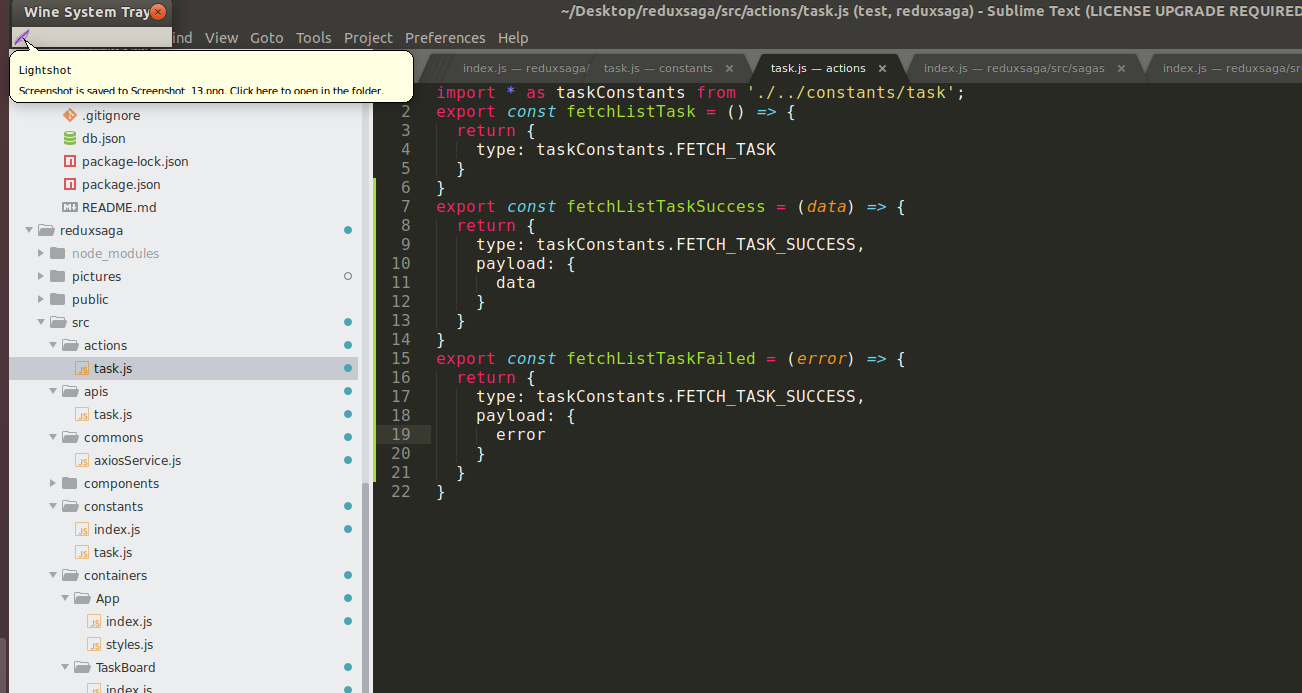 Wine System Tray
~/Desktop/reduxsaga/src/actions/task.js (test, reduxsaga) - Sublime Text (LICENSE UPGRADE REQUIRED
ind View Goto Tools Project Preferences Help
Lightshot
Screenshot is saved to Screenshot_13.png. Click here to open in the folder.
index.js — reduxsaga/ task.js — constants × task.js — actions × index.js — reduxsaga/src/sagas × index.js — reduxsaga/sr
.gitignore
db.json
package-lock.json
package.json
README.md
reduxsaga
node_modules
pictures
public
src
actions
task.js
apis
task.js
commons
axiosService.js
components
constants
index.js
task.js
containers
App
index.js
styles.js
TaskBoard
index.js
import * as taskConstants from './../constants/task';
2 export const fetchListTask = () => {
3 return {
4 type: taskConstants.FETCH_TASK
5 }
6 }
7 export const fetchListTaskSuccess = (data) => {
8 return {
9 type: taskConstants.FETCH_TASK_SUCCESS,
10 payload: {
11 data
12 }
13 }
14 }
15 export const fetchListTaskFailed = (error) => {
16 return {
17 type: taskConstants.FETCH_TASK_SUCCESS,
18 payload: {
19 error
20 }
21 }
22 }